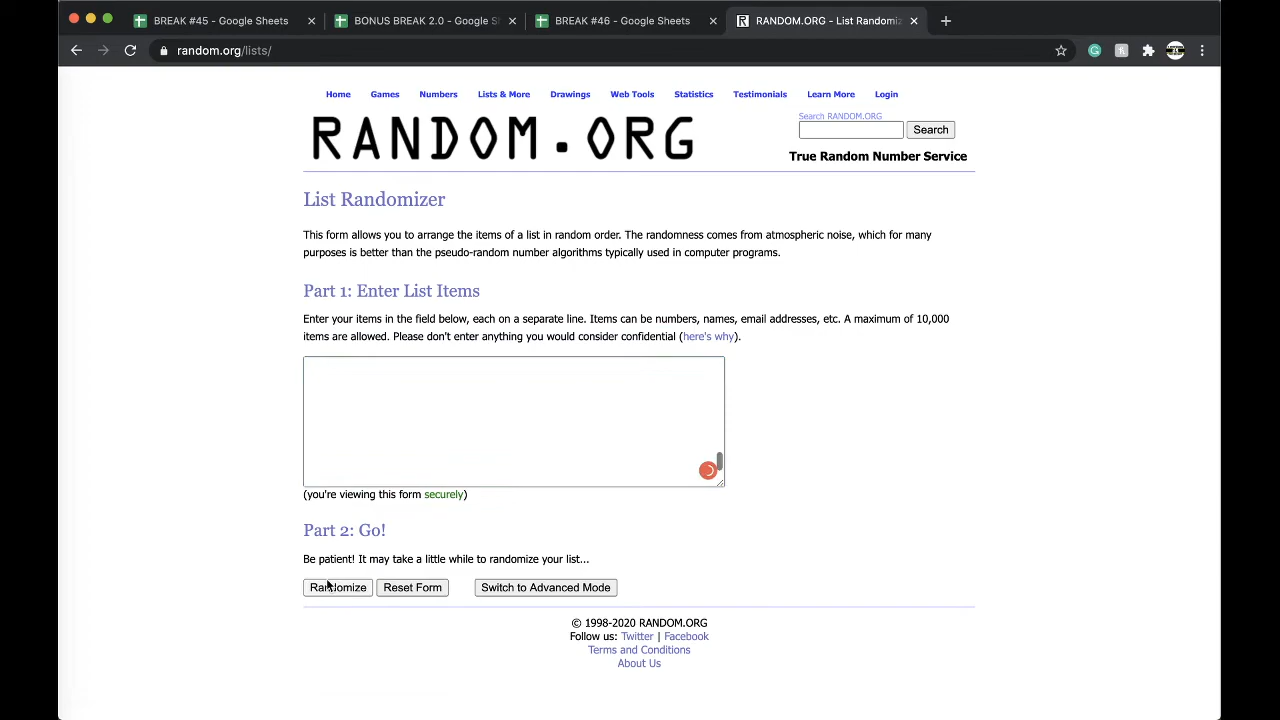 BREAK #45 - Google Sheets
BONUS BREAK 2.0 - Google S
BREAK #46 - Google Sheets
RANDOM.ORG - List Randomiz
random.org/lists/
Home Games Numbers Lists & More Drawings Web Tools Statistics Testimonials Learn More Login
RANDOM.ORG
Search RANDOM.ORG
Search
True Random Number Service
List Randomizer
This form allows you to arrange the items of a list in random order. The randomness comes from atmospheric noise, which for many
purposes is better than the pseudo-random number algorithms typically used in computer programs.
Part 1: Enter List Items
Enter your items in the field below, each on a separate line. Items can be numbers, names, email addresses, etc. A maximum of 10,000
items are allowed. Please don't enter anything you would consider confidential (here's why).
(you're viewing this form securely)
Part 2: Go!
Be patient! It may take a little while to randomize your list...
Randomize Reset Form Switch to Advanced Mode
© 1998-2020 RANDOM.ORG
Follow us: Twitter | Facebook
Terms and Conditions
About Us